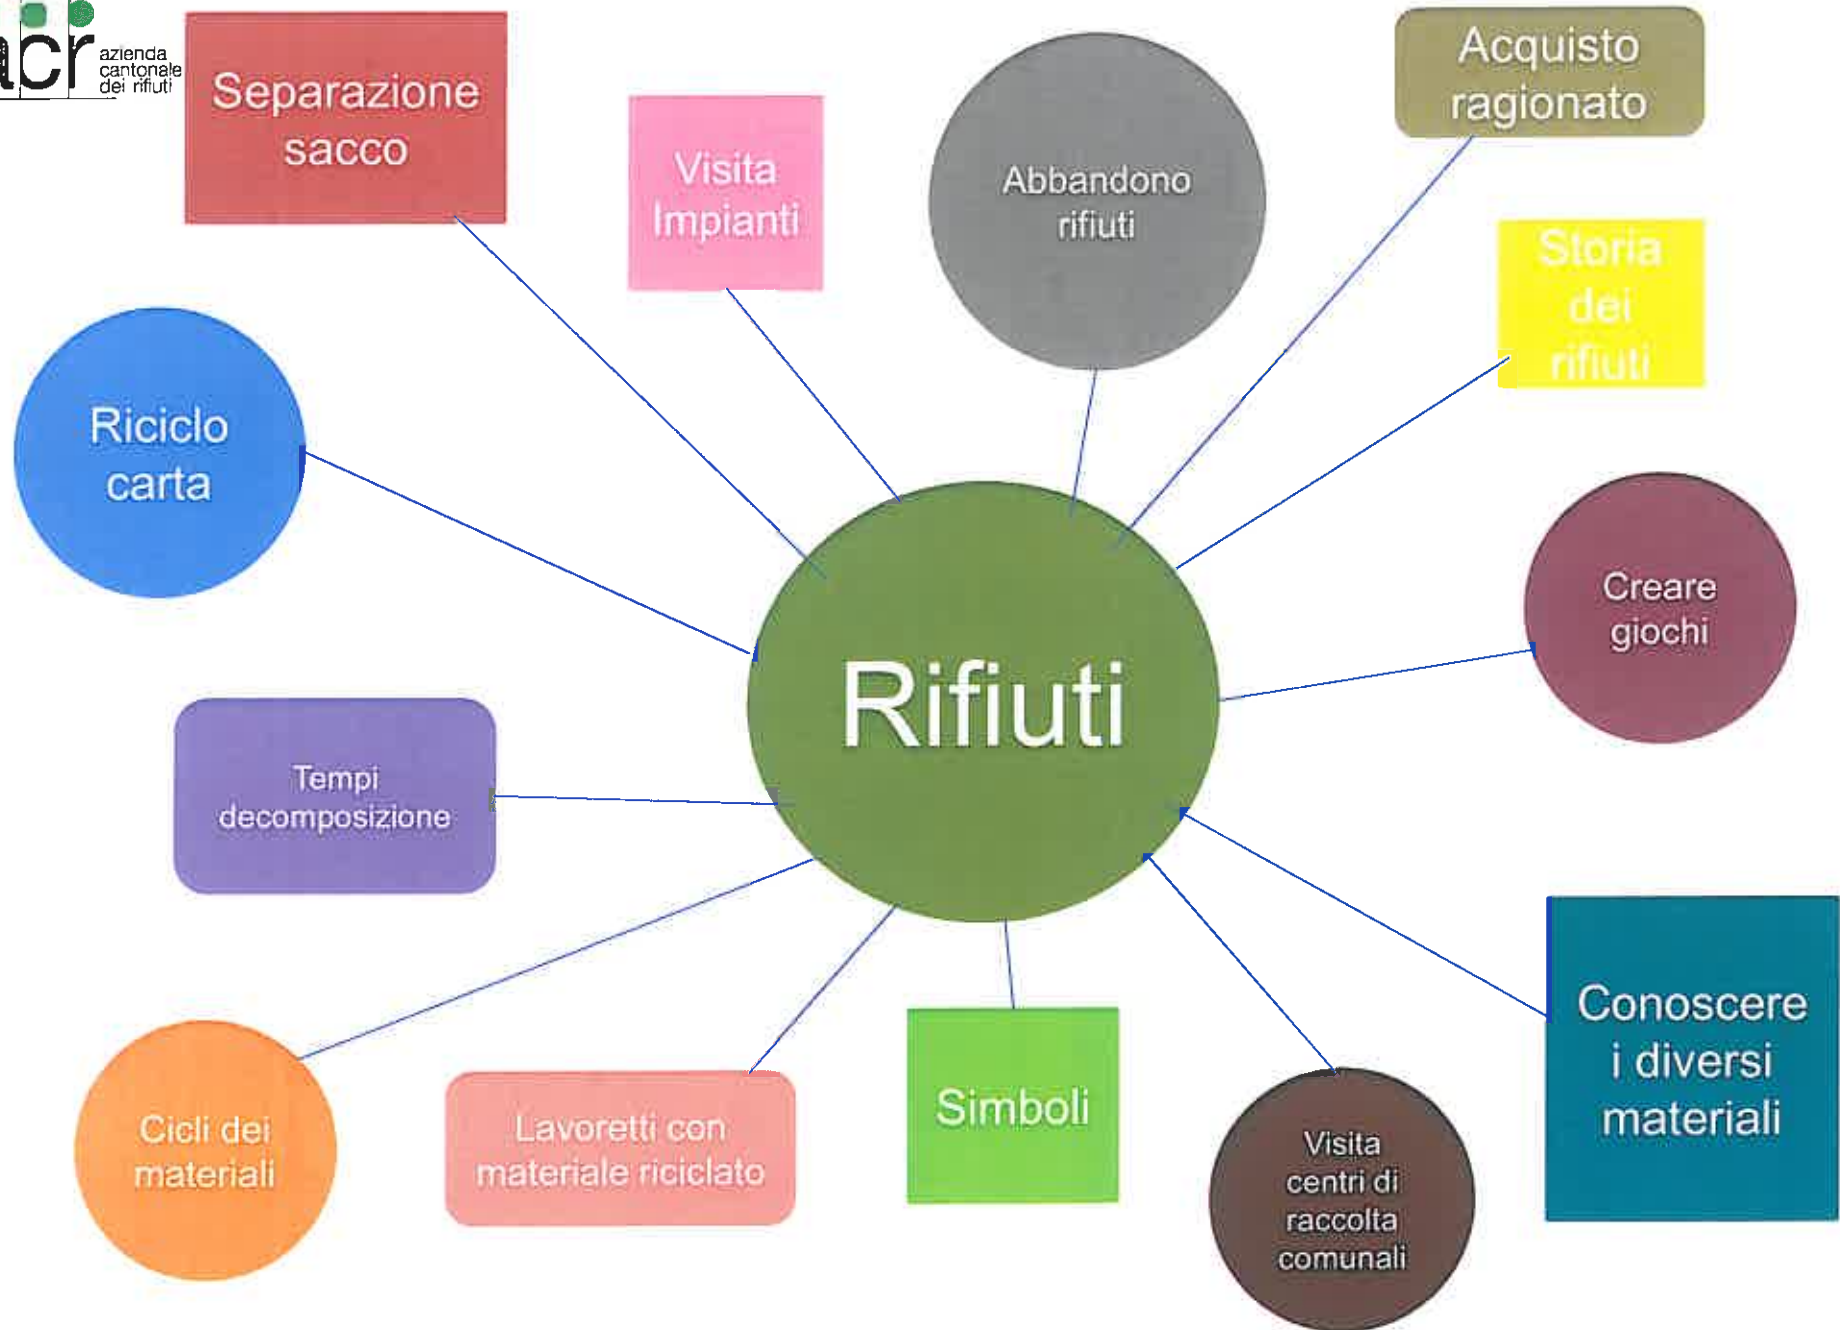 acr
azienda
cantonale
dei rifiuti
Separazione
sacco
Visita
Impianti
Abbandono
rifiuti
Acquisto
ragionato
Storia
dei
rifiuti
Riciclo
carta
Creare
giochi
Rifiuti
Tempi
decomposizione
Conoscere
i diversi
materiali
Cicli dei
materiali
Lavoretti con
materiale riciclato
Simboli
Visita
centri di
raccolta
comunali